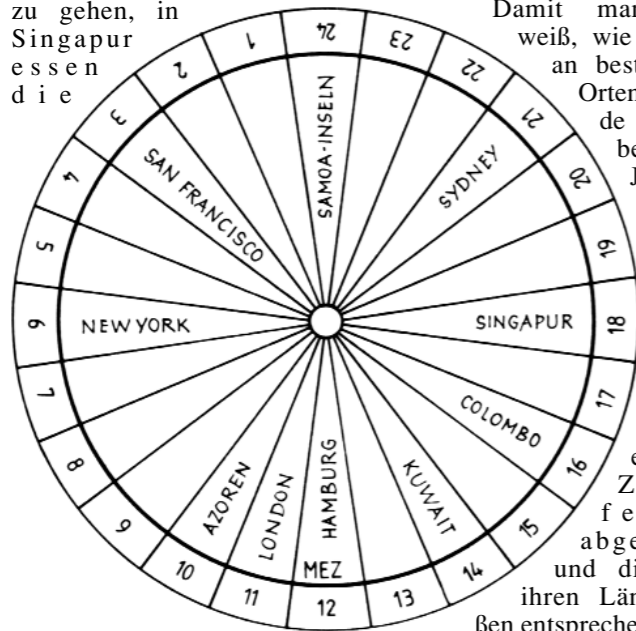 zu gehen, in
Singapur
essen
die
Damit man
weiß, wie
an best
Orten
de
be
J
24
23
22
21
20
19
18
17
16
15
14
13
12
11
10
9
8
7
6
5
4
3
2
1
SAMOA-INSELN
SYDNEY
SINGAPUR
COLOMBO
KUWAIT
HAMBURG
MEZ
LONDON
AZOREN
NEW YORK
SAN FRANCISCO
e
Z
fe
abge
und di
ihren Län
ßen entspreche